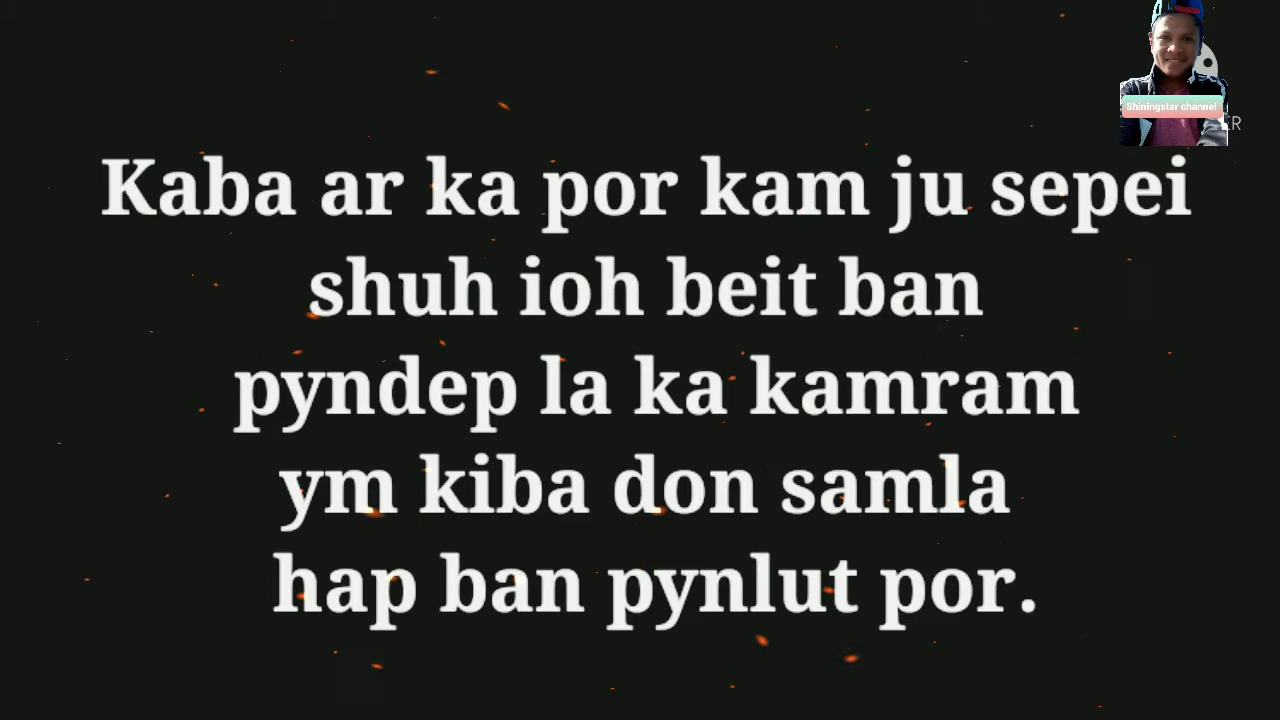 Shiningstar channel
ER
Kaba ar ka por kam ju sepei
shuh ioh beit ban
pyndep la ka kamram
ym kiba don samla
hap ban pynlut por.